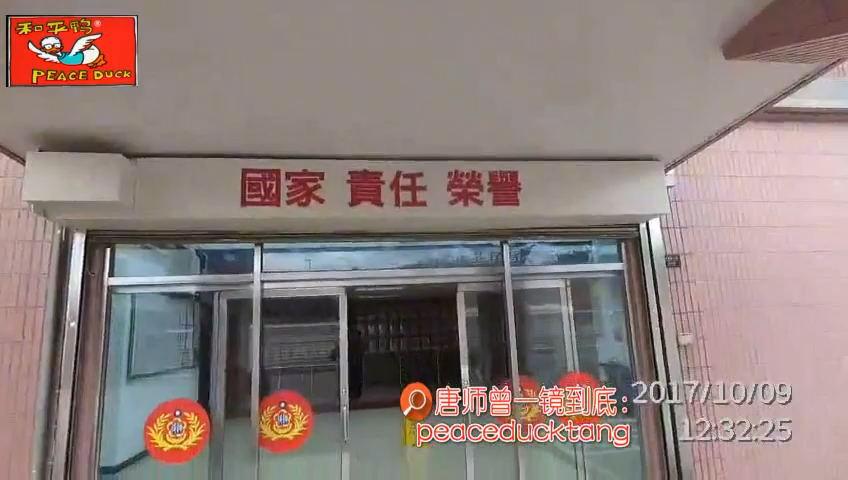 和平鸭®
PEACE DUCK
國家 責任 榮譽
唐师曾一镜到底:
peaceducktang
2017/10/09
12:32:25